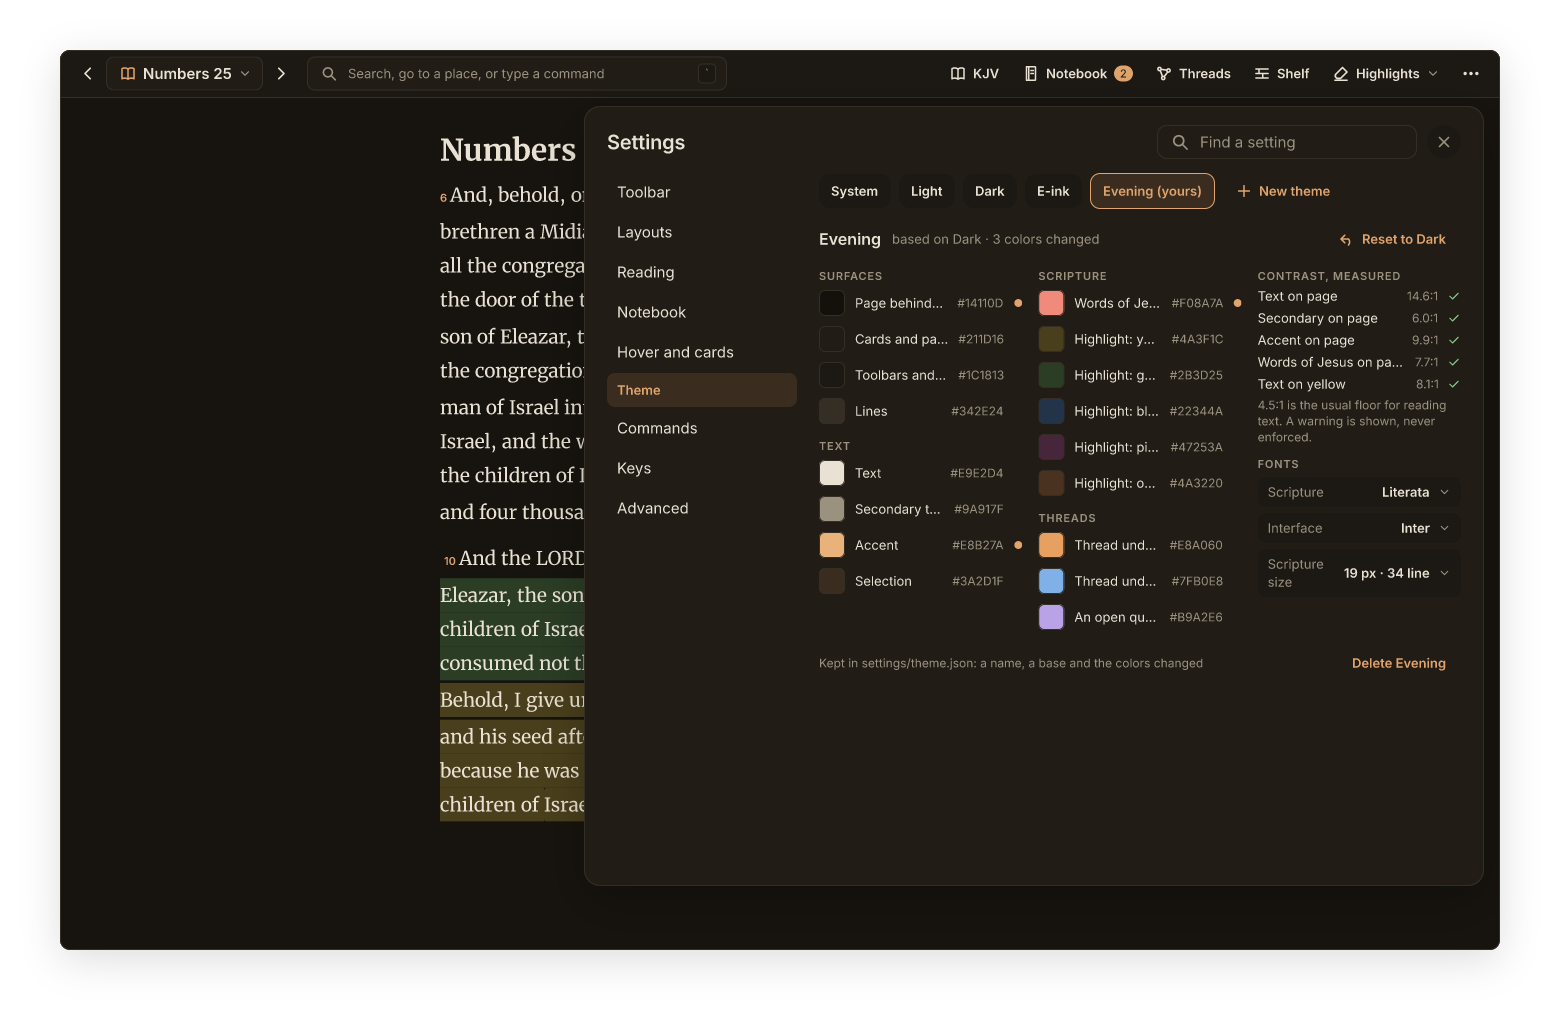 Numbers 25
Search, go to a place, or type a command
KJV
Notebook 2
Threads
Shelf
Highlights
Numbers
6 And, behold, o
brethren a Midi
all the congrega
the door of the t
son of Eleazar, t
the congregation
man of Israel in
Israel, and the w
the children of I
and four thousa
10 And the LORD
Eleazar, the son
children of Israe
consumed not th
Behold, I give u
and his seed aft
because he was
children of Israe
Settings
Find a setting
Toolbar
Layouts
Reading
Notebook
Hover and cards
Theme
Commands
Keys
Advanced
System
Light
Dark
E-ink
Evening (yours)
New theme
Evening based on Dark · 3 colors changed
Reset to Dark
SURFACES
Page behind... #14110D
Cards and pa... #211D16
Toolbars and... #1C1813
Lines #342E24
TEXT
Text #E9E2D4
Secondary t... #9A917F
Accent #E8B27A
Selection #3A2D1F
SCRIPTURE
Words of Je... #F08A7A
Highlight: y... #4A3F1C
Highlight: g... #2B3D25
Highlight: bl... #22344A
Highlight: pi... #47253A
Highlight: o... #4A3220
THREADS
Thread und... #E8A060
Thread und... #7FB0E8
An open qu... #B9A2E6
CONTRAST, MEASURED
Text on page 14.6:1
Secondary on page 6.0:1
Accent on page 9.9:1
Words of Jesus on pa... 7.7:1
Text on yellow 8.1:1
4.5:1 is the usual floor for reading
text. A warning is shown, never
enforced.
FONTS
Scripture Literata
Interface Inter
Scripture
size
19 px · 34 line
Kept in settings/theme.json: a name, a base and the colors changed
Delete Evening